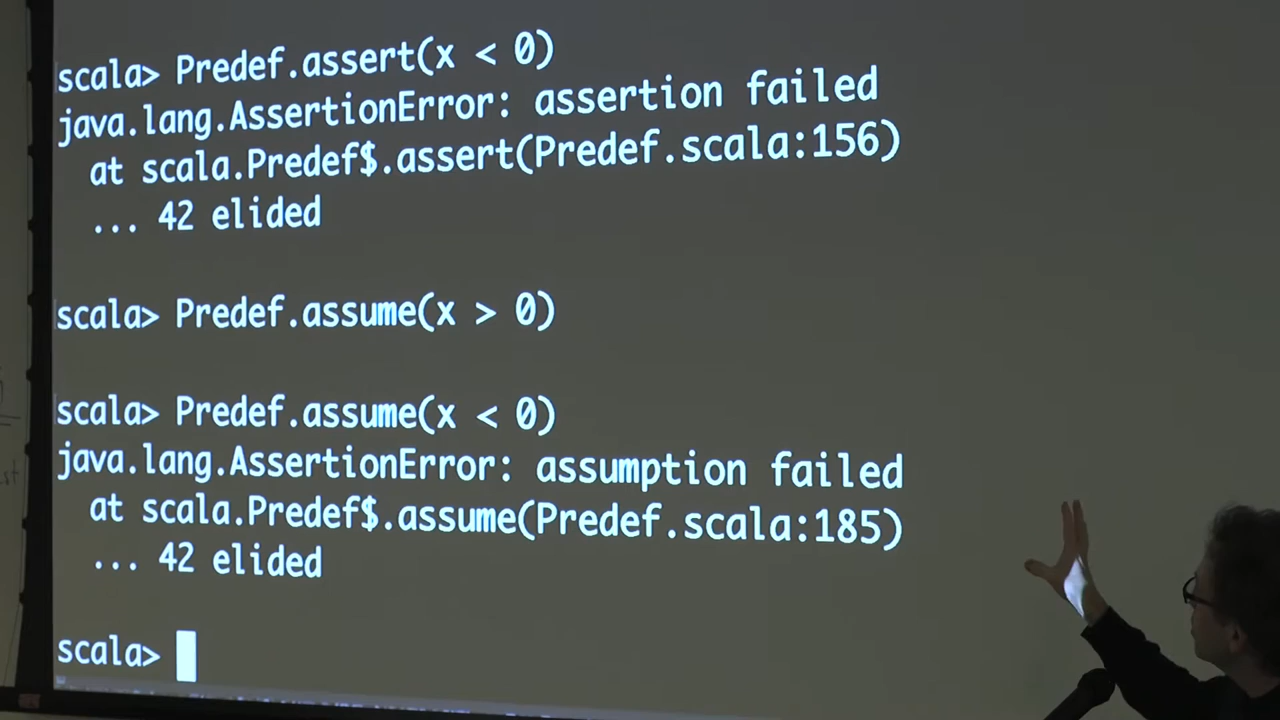 scala> Predef.assert(x < 0)
java.lang.AssertionError: assertion failed
  at scala.Predef$.assert(Predef.scala:156)
  ... 42 elided
scala> Predef.assume(x > 0)
scala> Predef.assume(x < 0)
java.lang.AssertionError: assumption failed
  at scala.Predef$.assume(Predef.scala:185)
  ... 42 elided
scala>